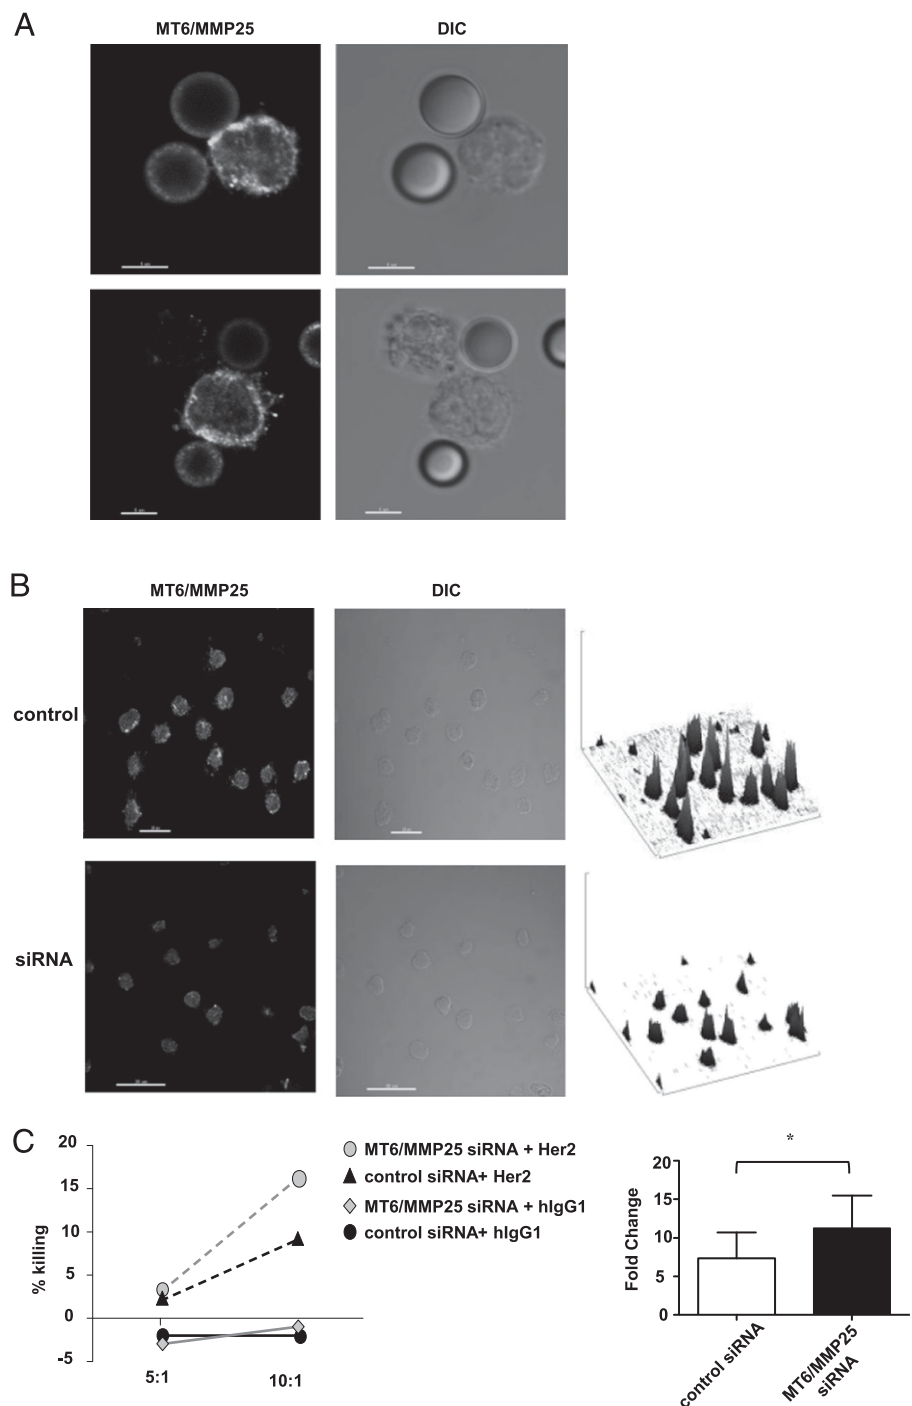 A
MT6/MMP25
DIC
B
MT6/MMP25
DIC
control
siRNA
C
20
15
10
5
0
-5
% killing
5:1
10:1
MT6/MMP25 siRNA + Her2
control siRNA+ Her2
MT6/MMP25 siRNA + hIgG1
control siRNA+ hIgG1
*
20
15
10
5
0
Fold Change
control siRNA
MT6/MMP25
siRNA